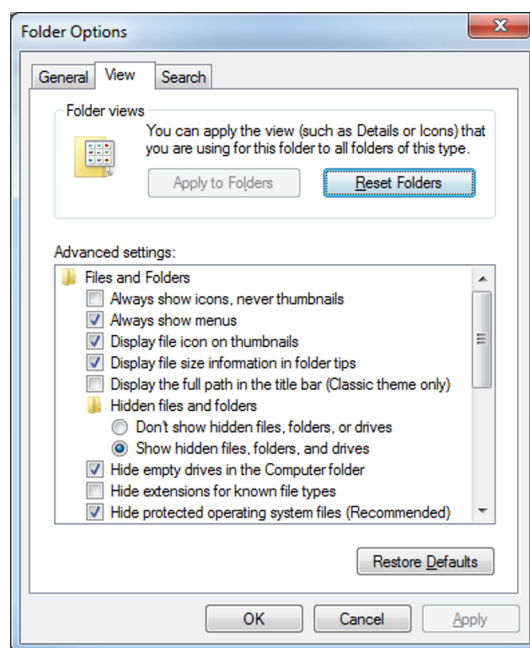 Folder Options
General View Search
Folder views
You can apply the view (such as Details or Icons) that
you are using for this folder to all folders of this type.
Apply to Folders Reset Folders
Advanced settings:
Files and Folders
Always show icons, never thumbnails
Always show menus
Display file icon on thumbnails
Display file size information in folder tips
Display the full path in the title bar (Classic theme only)
Hidden files and folders
Don't show hidden files, folders, or drives
Show hidden files, folders, and drives
Hide empty drives in the Computer folder
Hide extensions for known file types
Hide protected operating system files (Recommended)
Restore Defaults
OK Cancel Apply